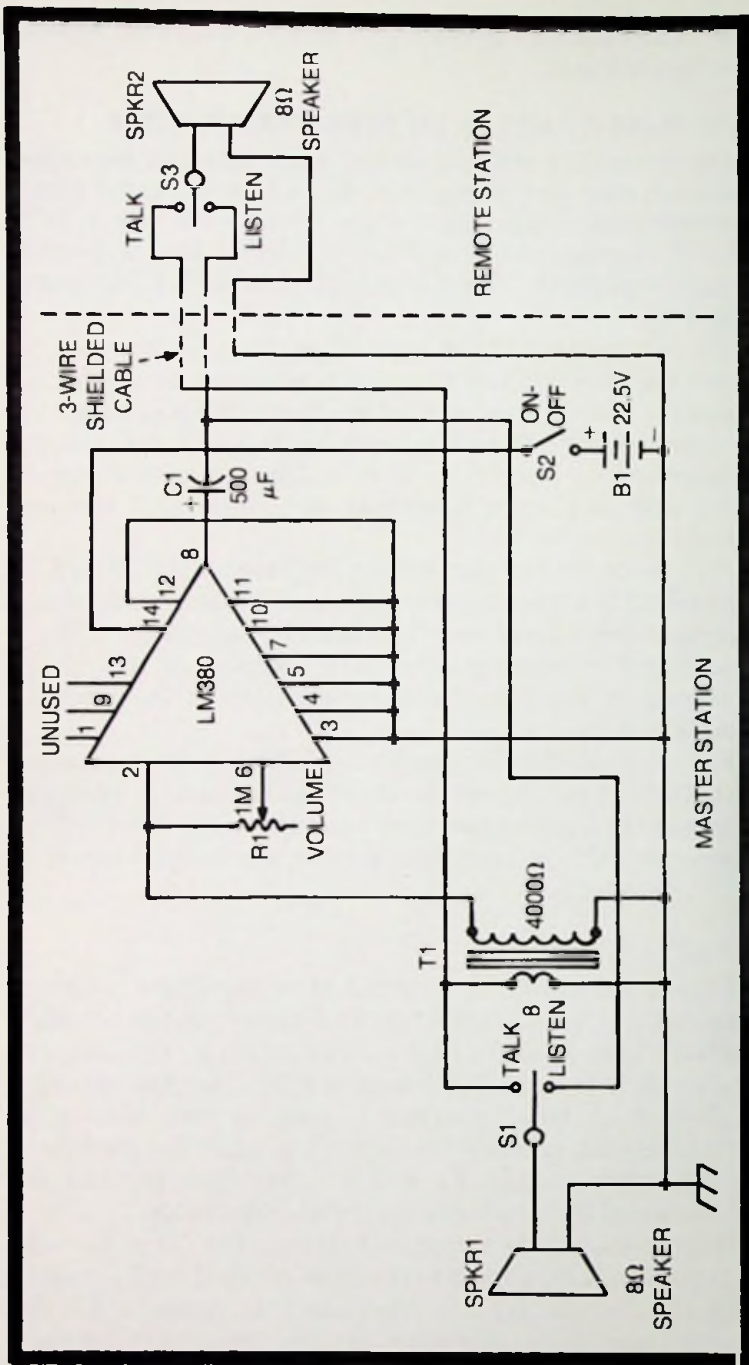 SPKR2
8Ω
SPEAKER
S3
TALK
LISTEN
REMOTE STATION
3-WIRE
SHIELDED
CABLE
ON-
OFF
S2
+
22.5V
B1
−
C1
+
500
μF
8
12
14
11
10
7
5
4
3
13
9
1
UNUSED
LM380
2
6
1M
R1
VOLUME
MASTER STATION
4000Ω
T1
8
TALK
LISTEN
S1
SPKR1
8Ω
SPEAKER